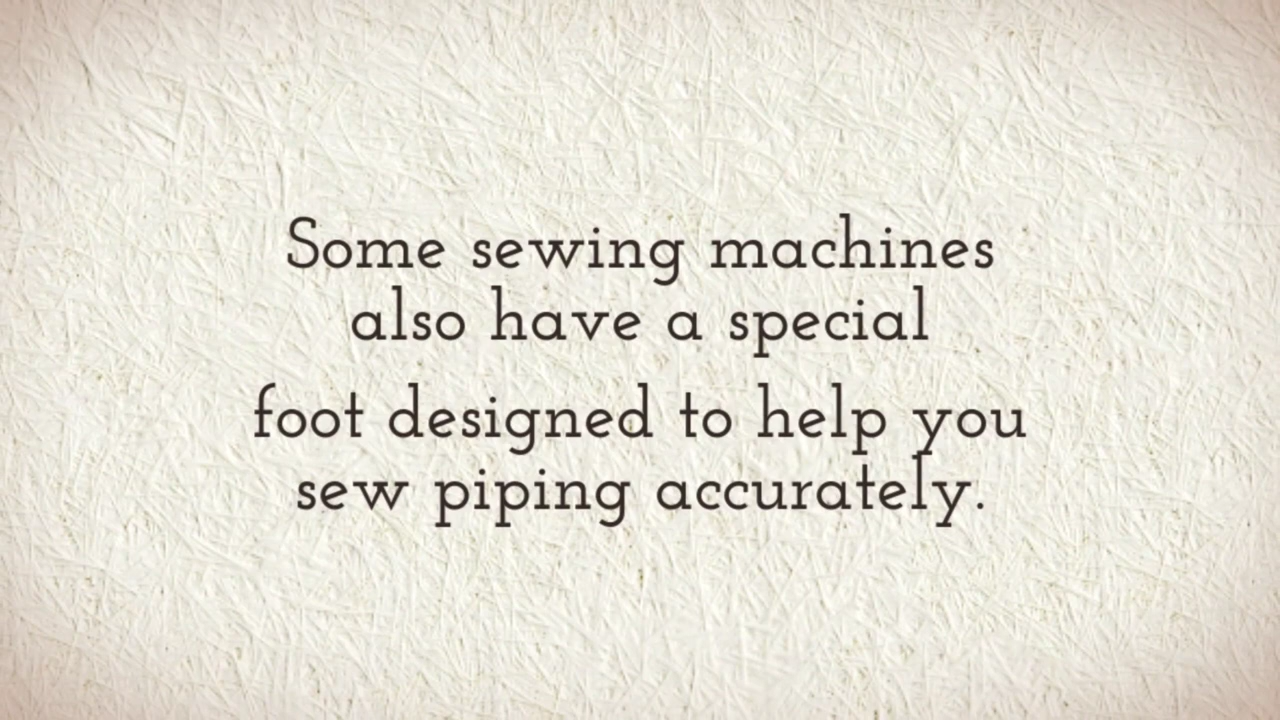 Some sewing machines
also have a special
foot designed to help you
sew piping accurately.